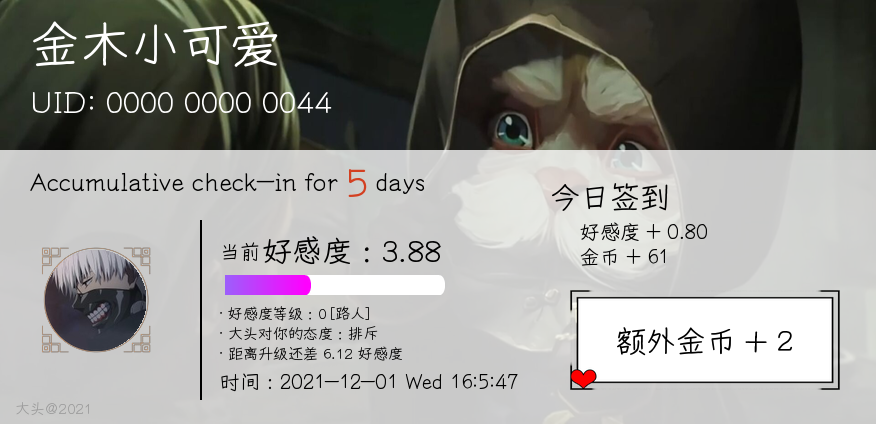 金木小可爱
UID: 0000 0000 0044
Accumulative check-in for 5 days
当前好感度：3.88
· 好感度等级：0[路人]
· 大头对你的态度：排斥
· 距离升级还差 6.12 好感度
时间：2021-12-01 Wed 16:5:47
今日签到
好感度 + 0.80
金币 + 61
额外金币 + 2
大头@2021